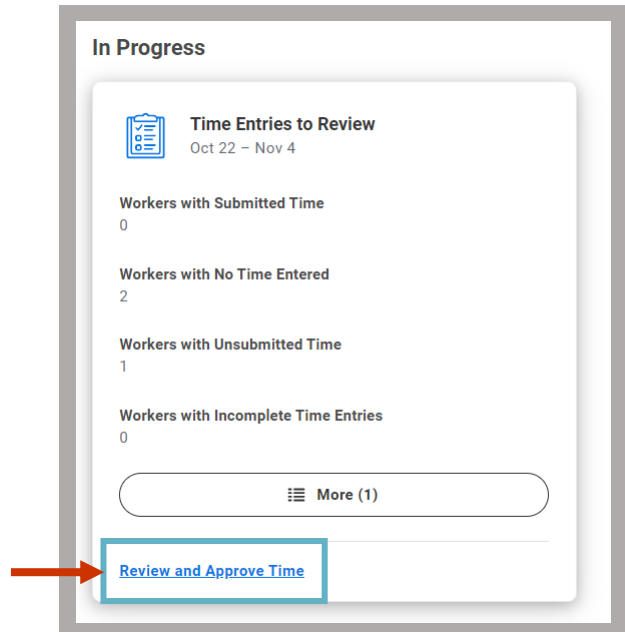 In Progress
Time Entries to Review
Oct 22 – Nov 4
Workers with Submitted Time
0
Workers with No Time Entered
2
Workers with Unsubmitted Time
1
Workers with Incomplete Time Entries
0
More (1)
Review and Approve Time